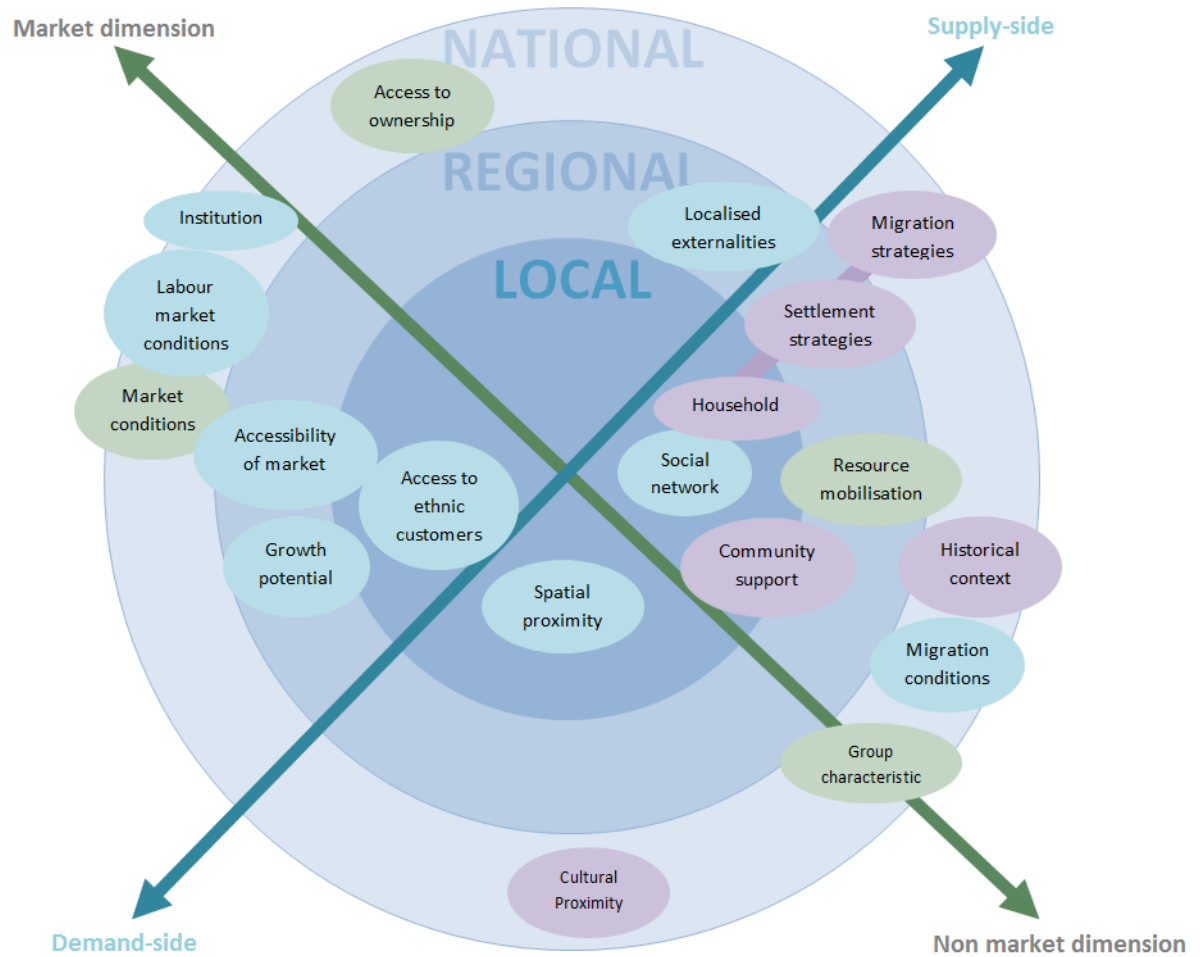 Market dimension
Supply-side
NATIONAL
Access to
ownership
REGIONAL
Institution
Localised
externalities
Migration
strategies
LOCAL
Labour
market
conditions
Settlement
strategies
Market
conditions
Household
Accessibility
of market
Access to
ethnic
customers
Social
network
Resource
mobilisation
Growth
potential
Community
support
Historical
context
Spatial
proximity
Migration
conditions
Group
characteristic
Cultural
Proximity
Demand-side
Non market dimension